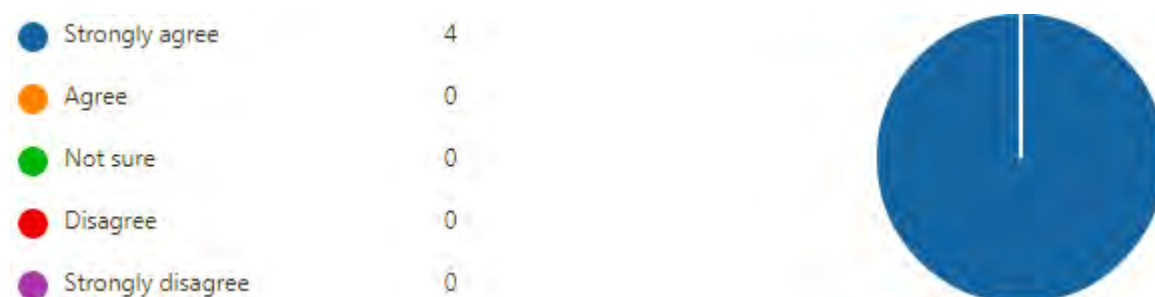 Strongly agree 4
Agree 0
Not sure 0
Disagree 0
Strongly disagree 0